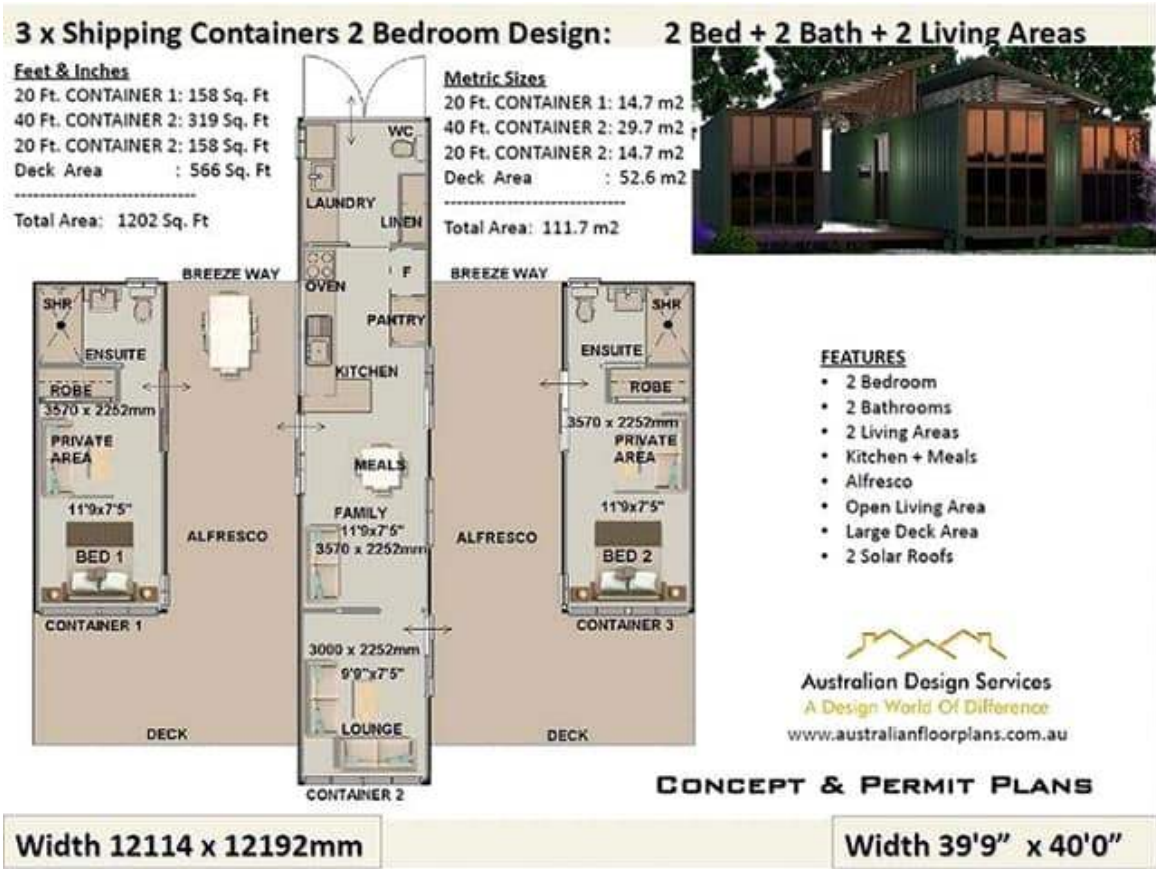 3 x Shipping Containers 2 Bedroom Design: 2 Bed + 2 Bath + 2 Living Areas
Feet & Inches
20 Ft. CONTAINER 1: 158 Sq. Ft
40 Ft. CONTAINER 2: 319 Sq. Ft
20 Ft. CONTAINER 2: 158 Sq. Ft
Deck Area : 566 Sq. Ft
------------------------------
Total Area: 1202 Sq. Ft
Metric Sizes
20 Ft. CONTAINER 1: 14.7 m2
40 Ft. CONTAINER 2: 29.7 m2
20 Ft. CONTAINER 2: 14.7 m2
Deck Area : 52.6 m2
------------------------------
Total Area: 111.7 m2
WC
LAUNDRY
LINEN
BREEZE WAY
OVEN
F
BREEZE WAY
SHR
PANTRY
SHR
ENSUITE
KITCHEN
ENSUITE
ROBE
ROBE
3570 x 2252mm
3570 x 2252mm
PRIVATE
AREA
PRIVATE
AREA
MEALS
11'9x7'5"
FAMILY
11'9x7'5"
11'9x7'5"
ALFRESCO
3570 x 2252mm
ALFRESCO
BED 1
BED 2
CONTAINER 1
CONTAINER 3
3000 x 2252mm
9'9"x7'5"
LOUNGE
DECK
DECK
CONTAINER 2
FEATURES
• 2 Bedroom
• 2 Bathrooms
• 2 Living Areas
• Kitchen + Meals
• Alfresco
• Open Living Area
• Large Deck Area
• 2 Solar Roofs
Australian Design Services
A Design World Of Difference
www.australianfloorplans.com.au
CONCEPT & PERMIT PLANS
Width 12114 x 12192mm
Width 39'9” x 40'0”